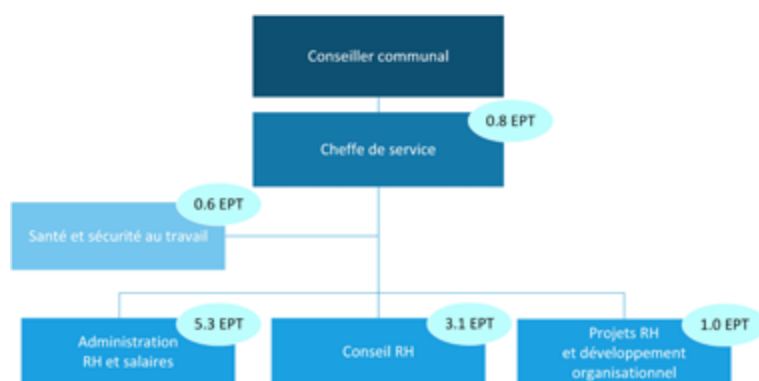 Conseiller communal
0.8 EPT
Cheffe de service
0.6 EPT
Santé et sécurité au travail
5.3 EPT
Administration
RH et salaires
3.1 EPT
Conseil RH
1.0 EPT
Projets RH
et développement
organisationnel